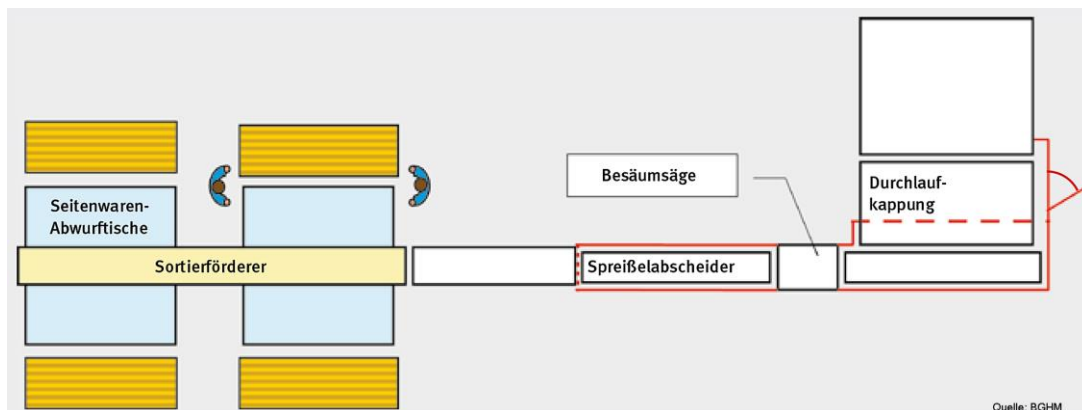 Besäumsäge
Durchlauf-
kappung
Seitenwaren-
Abwurftische
Sortierförderer
Spreißelabscheider
Quelle: BGHM